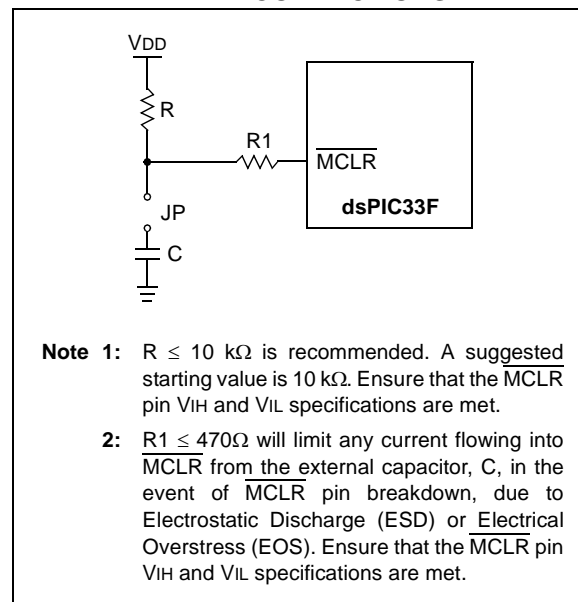 VDD
R
R1
MCLR
dsPIC33F
JP
C
Note 1: R ≤ 10 kΩ is recommended. A suggested
starting value is 10 kΩ. Ensure that the MCLR
pin VIH and VIL specifications are met.
2: R1 ≤ 470Ω will limit any current flowing into
MCLR from the external capacitor, C, in the
event of MCLR pin breakdown, due to
Electrostatic Discharge (ESD) or Electrical
Overstress (EOS). Ensure that the MCLR pin
VIH and VIL specifications are met.